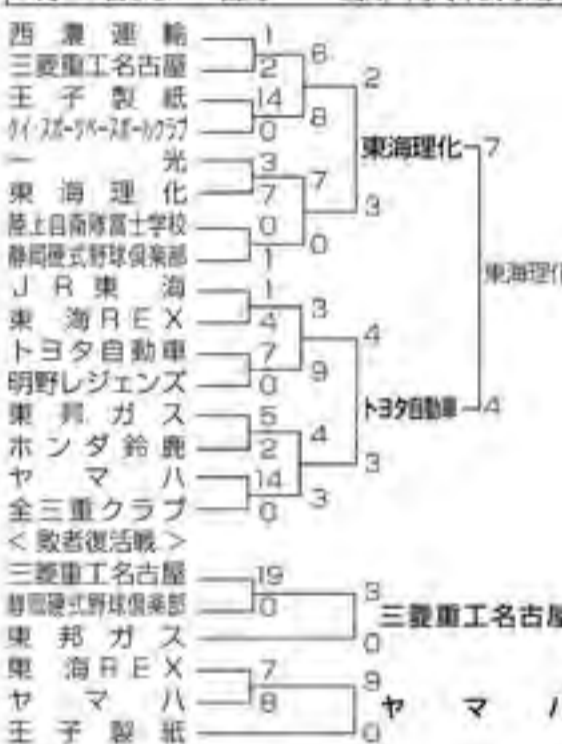 西濃運輸 1
三菱重工名古屋 2
王子製紙 14
ケイ・スポーツベースボールクラブ 0
一光 3
東海理化 7
陸上自衛隊富士学校 0
静岡硬式野球倶楽部 1
JR東海 1
東海REX 4
トヨタ自動車 7
明野レジェンズ 0
東邦ガス 5
ホンダ鈴鹿 2
ヤマハ 14
全三重クラブ 0
6
8
7
0
3
9
4
3
2
3
4
3
東海理化 7
トヨタ自動車 4
東海理化
<敗者復活戦>
三菱重工名古屋 19
静岡硬式野球倶楽部 0
東邦ガス
東海REX 7
ヤマハ 8
王子製紙
3
0
三菱重工名古屋
9
0
ヤマハ